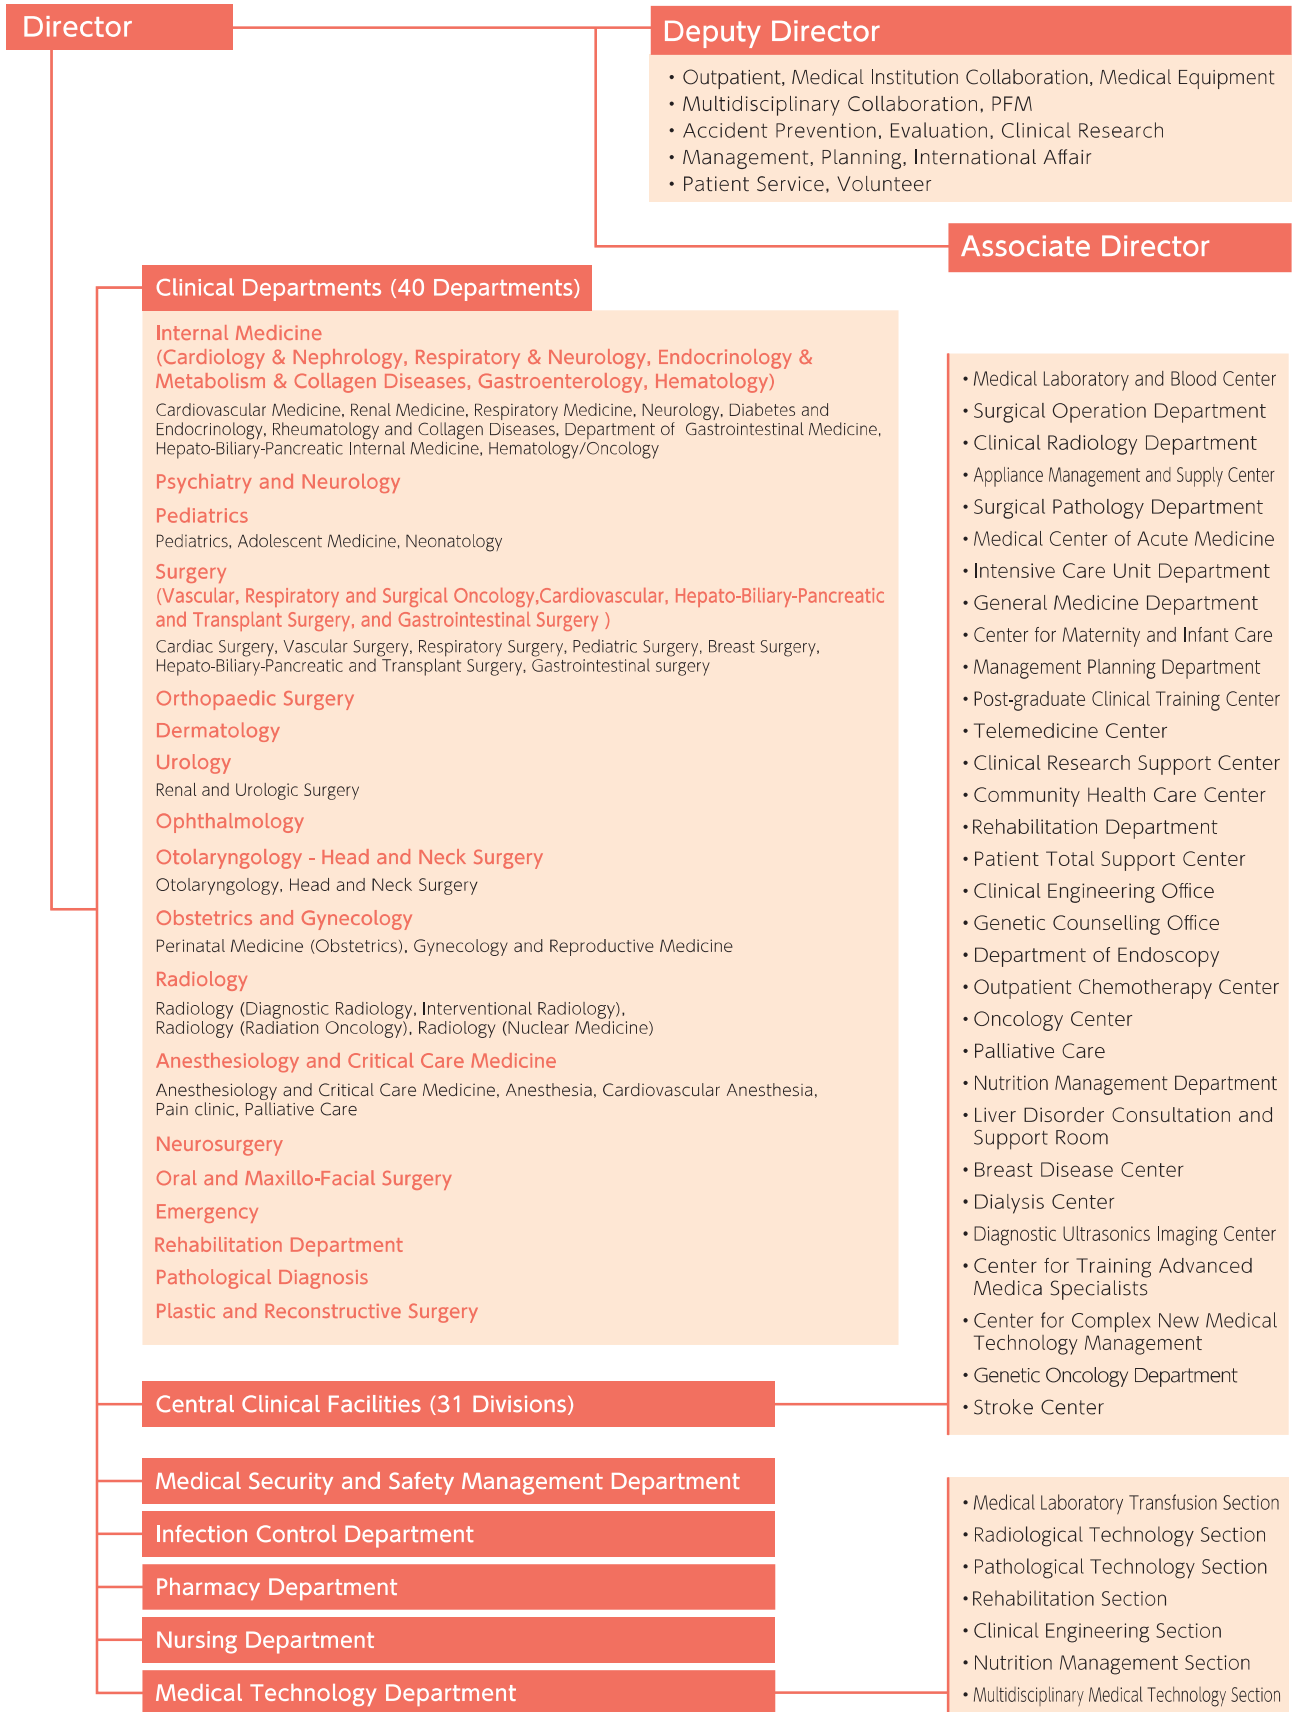 Director
Deputy Director
• Outpatient, Medical Institution Collaboration, Medical Equipment
• Multidisciplinary Collaboration, PFM
• Accident Prevention, Evaluation, Clinical Research
• Management, Planning, International Affair
• Patient Service, Volunteer
Associate Director
Clinical Departments (40 Departments)
Internal Medicine
(Cardiology & Nephrology, Respiratory & Neurology, Endocrinology &
Metabolism & Collagen Diseases, Gastroenterology, Hematology)
Cardiovascular Medicine, Renal Medicine, Respiratory Medicine, Neurology, Diabetes and
Endocrinology, Rheumatology and Collagen Diseases, Department of Gastrointestinal Medicine,
Hepato-Biliary-Pancreatic Internal Medicine, Hematology/Oncology
Psychiatry and Neurology
Pediatrics
Pediatrics, Adolescent Medicine, Neonatology
Surgery
(Vascular, Respiratory and Surgical Oncology,Cardiovascular, Hepato-Biliary-Pancreatic
and Transplant Surgery, and Gastrointestinal Surgery )
Cardiac Surgery, Vascular Surgery, Respiratory Surgery, Pediatric Surgery, Breast Surgery,
Hepato-Biliary-Pancreatic and Transplant Surgery, Gastrointestinal surgery
Orthopaedic Surgery
Dermatology
Urology
Renal and Urologic Surgery
Ophthalmology
Otolaryngology - Head and Neck Surgery
Otolaryngology, Head and Neck Surgery
Obstetrics and Gynecology
Perinatal Medicine (Obstetrics), Gynecology and Reproductive Medicine
Radiology
Radiology (Diagnostic Radiology, Interventional Radiology),
Radiology (Radiation Oncology), Radiology (Nuclear Medicine)
Anesthesiology and Critical Care Medicine
Anesthesiology and Critical Care Medicine, Anesthesia, Cardiovascular Anesthesia,
Pain clinic, Palliative Care
Neurosurgery
Oral and Maxillo-Facial Surgery
Emergency
Rehabilitation Department
Pathological Diagnosis
Plastic and Reconstructive Surgery
Central Clinical Facilities (31 Divisions)
• Medical Laboratory and Blood Center
• Surgical Operation Department
• Clinical Radiology Department
• Appliance Management and Supply Center
• Surgical Pathology Department
• Medical Center of Acute Medicine
• Intensive Care Unit Department
• General Medicine Department
• Center for Maternity and Infant Care
• Management Planning Department
• Post-graduate Clinical Training Center
• Telemedicine Center
• Clinical Research Support Center
• Community Health Care Center
• Rehabilitation Department
• Patient Total Support Center
• Clinical Engineering Office
• Genetic Counselling Office
• Department of Endoscopy
• Outpatient Chemotherapy Center
• Oncology Center
• Palliative Care
• Nutrition Management Department
• Liver Disorder Consultation and
Support Room
• Breast Disease Center
• Dialysis Center
• Diagnostic Ultrasonics Imaging Center
• Center for Training Advanced
Medica Specialists
• Center for Complex New Medical
Technology Management
• Genetic Oncology Department
• Stroke Center
Medical Security and Safety Management Department
Infection Control Department
Pharmacy Department
Nursing Department
Medical Technology Department
• Medical Laboratory Transfusion Section
• Radiological Technology Section
• Pathological Technology Section
• Rehabilitation Section
• Clinical Engineering Section
• Nutrition Management Section
• Multidisciplinary Medical Technology Section